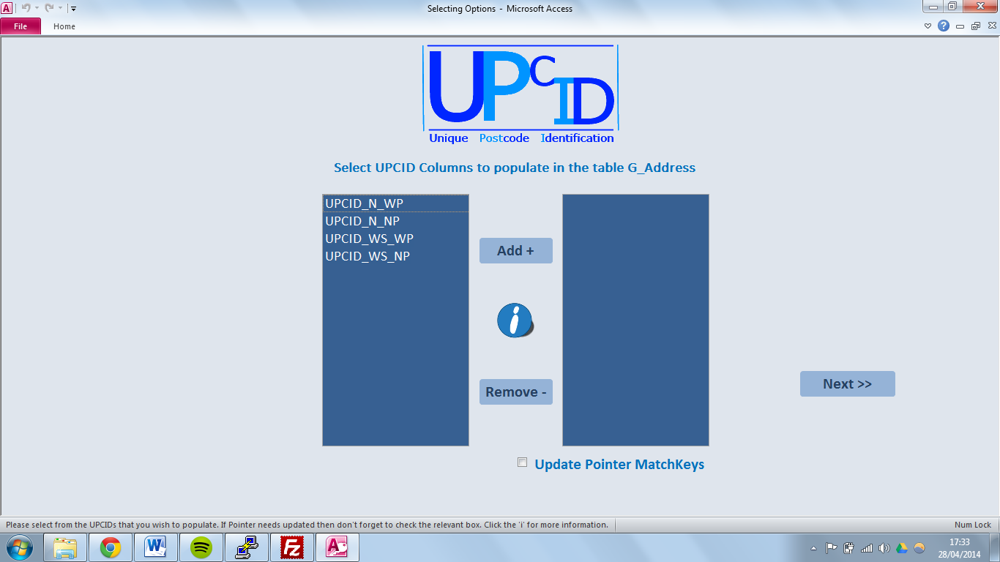 Selecting Options - Microsoft Access
File Home
UPCID
Unique Postcode Identification
Select UPCID Columns to populate in the table G_Address
UPCID_N_WP
UPCID_N_NP
UPCID_WS_WP
UPCID_WS_NP
Add +
i
Remove -
Next >>
Update Pointer MatchKeys
Please select from the UPCIDs that you wish to populate. If Pointer needs updated then don't forget to check the relevant box. Click the 'i' for more information.
Num Lock
17:33
28/04/2014